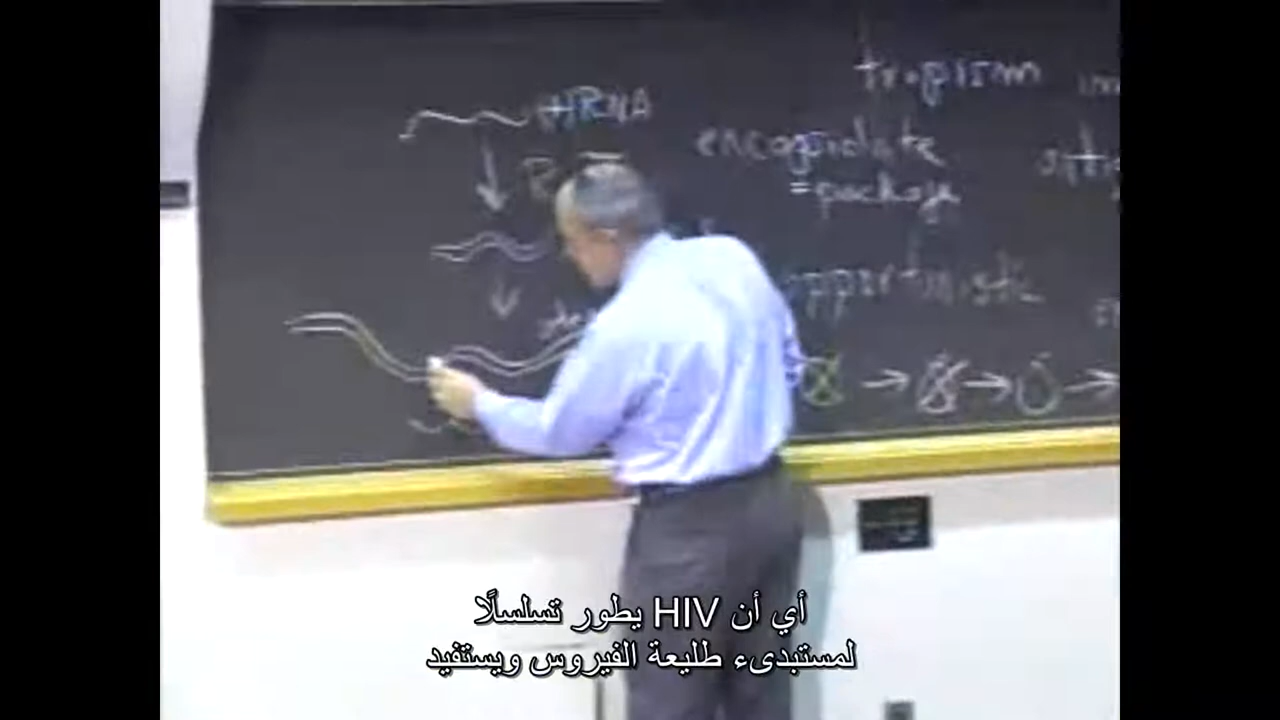 tropism
+RNA
encapsidate
= package
opportunistic
أي أن HIV يطور تسلسلًا
لمستبدىء طليعة الفيروس ويستفيد